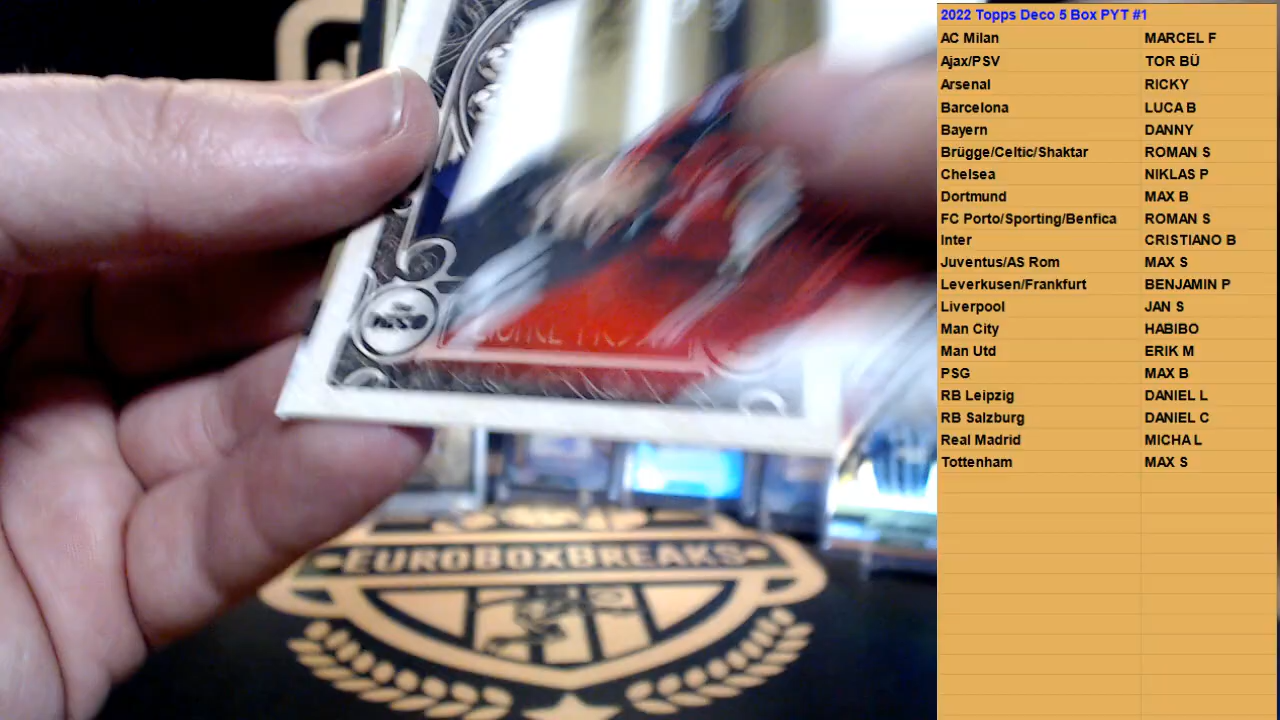 2022 Topps Deco 5 Box PYT #1
AC Milan MARCEL F
Ajax/PSV TOR BÜ
Arsenal RICKY
Barcelona LUCA B
Bayern DANNY
Brügge/Celtic/Shaktar ROMAN S
Chelsea NIKLAS P
Dortmund MAX B
FC Porto/Sporting/Benfica ROMAN S
Inter CRISTIANO B
Juventus/AS Rom MAX S
Leverkusen/Frankfurt BENJAMIN P
Liverpool JAN S
Man City HABIBO
Man Utd ERIK M
PSG MAX B
RB Leipzig DANIEL L
RB Salzburg DANIEL C
Real Madrid MICHA L
Tottenham MAX S
EUROBOXBREAKS